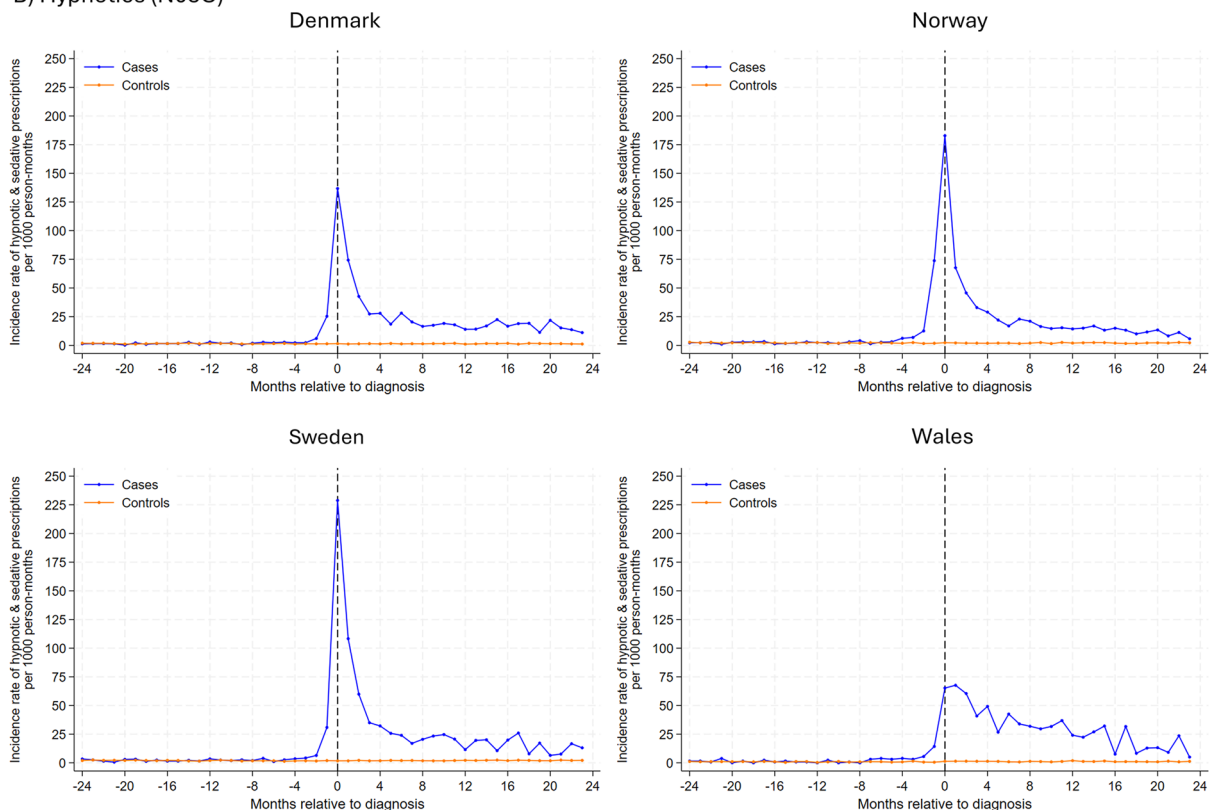 B) Hypnotics (N05C)
Denmark
Incidence rate of hypnotic & sedative prescriptions
per 1000 person-months
250
225
200
175
150
125
100
75
50
25
0
Cases
Controls
-24 -20 -16 -12 -8 -4 0 4 8 12 16 20 24
Months relative to diagnosis
Norway
Incidence rate of hypnotic & sedative prescriptions
per 1000 person-months
250
225
200
175
150
125
100
75
50
25
0
Cases
Controls
-24 -20 -16 -12 -8 -4 0 4 8 12 16 20 24
Months relative to diagnosis
Sweden
Incidence rate of hypnotic & sedative prescriptions
per 1000 person-months
250
225
200
175
150
125
100
75
50
25
0
Cases
Controls
-24 -20 -16 -12 -8 -4 0 4 8 12 16 20 24
Months relative to diagnosis
Wales
Incidence rate of hypnotic & sedative prescriptions
per 1000 person-months
250
225
200
175
150
125
100
75
50
25
0
Cases
Controls
-24 -20 -16 -12 -8 -4 0 4 8 12 16 20 24
Months relative to diagnosis